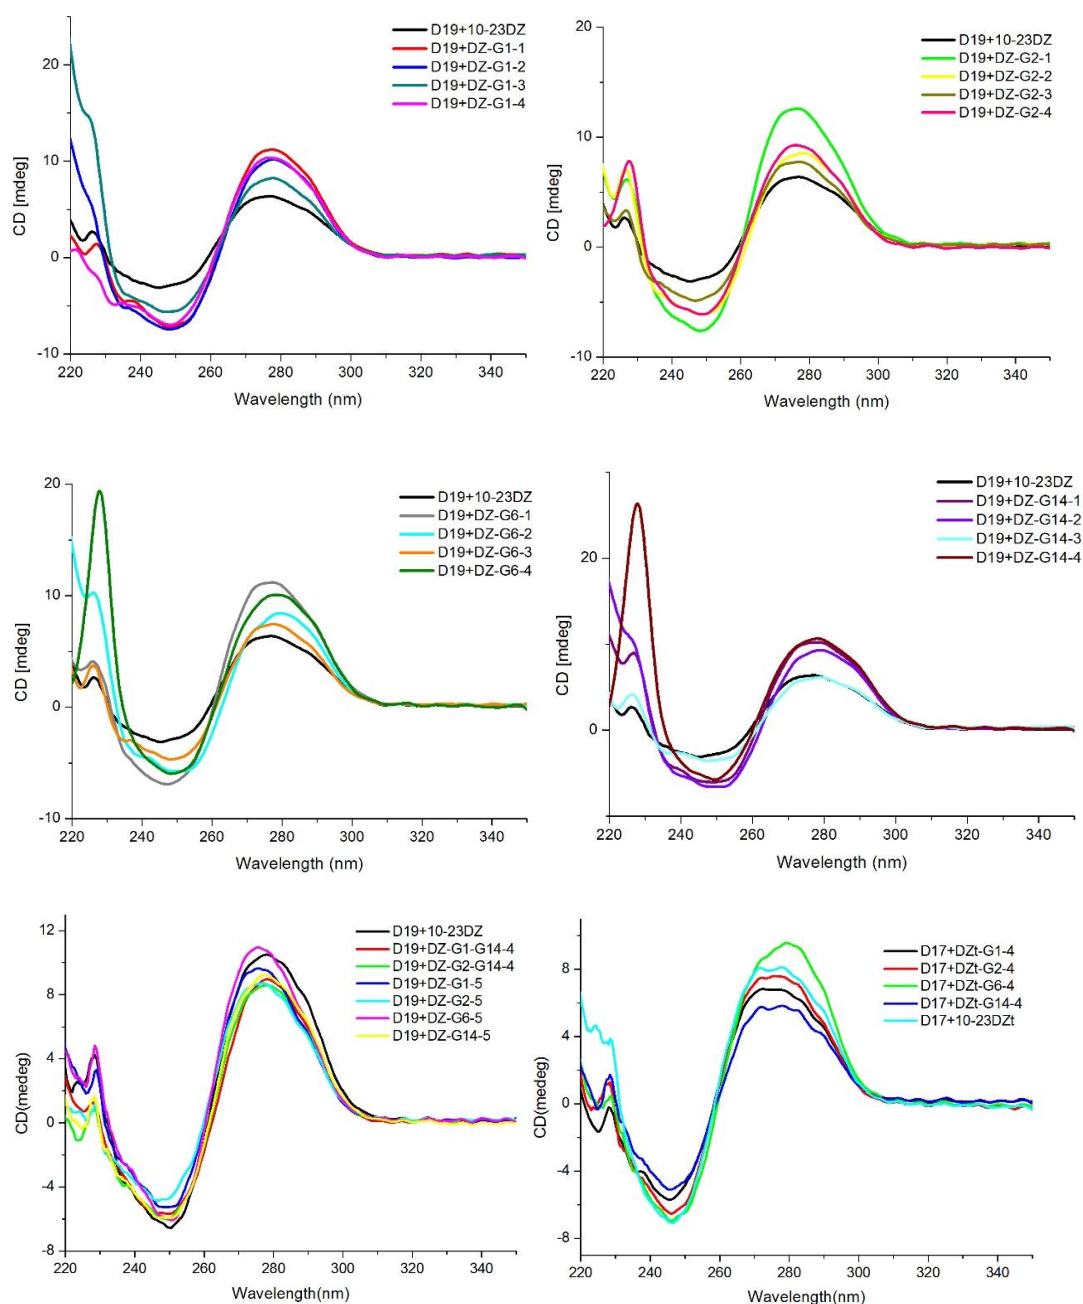 D19+10-23DZ
D19+DZ-G1-1
D19+DZ-G1-2
D19+DZ-G1-3
D19+DZ-G1-4
CD [mdeg]
20
10
0
-10
220 240 260 280 300 320 340
Wavelength (nm)
D19+10-23DZ
D19+DZ-G2-1
D19+DZ-G2-2
D19+DZ-G2-3
D19+DZ-G2-4
CD [mdeg]
20
10
0
-10
220 240 260 280 300 320 340
Wavelength (nm)
D19+10-23DZ
D19+DZ-G6-1
D19+DZ-G6-2
D19+DZ-G6-3
D19+DZ-G6-4
CD [mdeg]
20
10
0
-10
220 240 260 280 300 320 340
Wavelength (nm)
D19+10-23DZ
D19+DZ-G14-1
D19+DZ-G14-2
D19+DZ-G14-3
D19+DZ-G14-4
CD [mdeg]
20
0
220 240 260 280 300 320 340
Wavelength (nm)
D19+10-23DZ
D19+DZ-G1-G14-4
D19+DZ-G2-G14-4
D19+DZ-G1-5
D19+DZ-G2-5
D19+DZ-G6-5
D19+DZ-G14-5
CD(medeg)
12
8
4
0
-4
-8
220 240 260 280 300 320 340
Wavelength(nm)
D17+DZt-G1-4
D17+DZt-G2-4
D17+DZt-G6-4
D17+DZt-G14-4
D17+10-23DZt
CD(medeg)
8
4
0
-4
-8
220 240 260 280 300 320 340
Wavelength(nm)